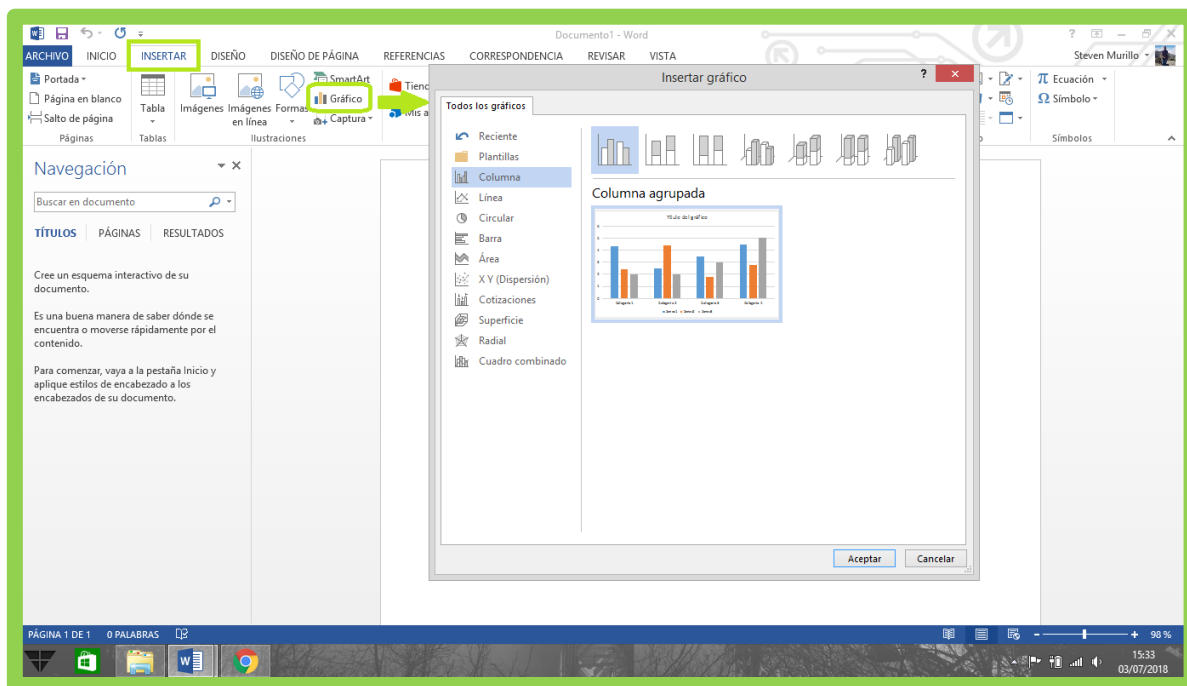 Documento1 - Word
ARCHIVO INICIO INSERTAR DISEÑO DISEÑO DE PÁGINA REFERENCIAS CORRESPONDENCIA REVISAR VISTA
Steven Murillo
Portada
Página en blanco
Salto de página
Páginas
Tabla
Tablas
Imágenes
Imágenes en línea
Formas
SmartArt
Gráfico
Captura
Ilustraciones
Tienc
Mis a
Ecuación
Símbolo
Símbolos
Navegación
Buscar en documento
TÍTULOS PÁGINAS RESULTADOS
Cree un esquema interactivo de su
documento.
Es una buena manera de saber dónde se
encuentra o moverse rápidamente por el
contenido.
Para comenzar, vaya a la pestaña Inicio y
aplique estilos de encabezado a los
encabezados de su documento.
Insertar gráfico
Todos los gráficos
Reciente
Plantillas
Columna
Línea
Circular
Barra
Área
X Y (Dispersión)
Cotizaciones
Superficie
Radial
Cuadro combinado
Columna agrupada
Título del gráfico
Aceptar Cancelar
PÁGINA 1 DE 1 0 PALABRAS
98 %
15:33
03/07/2018